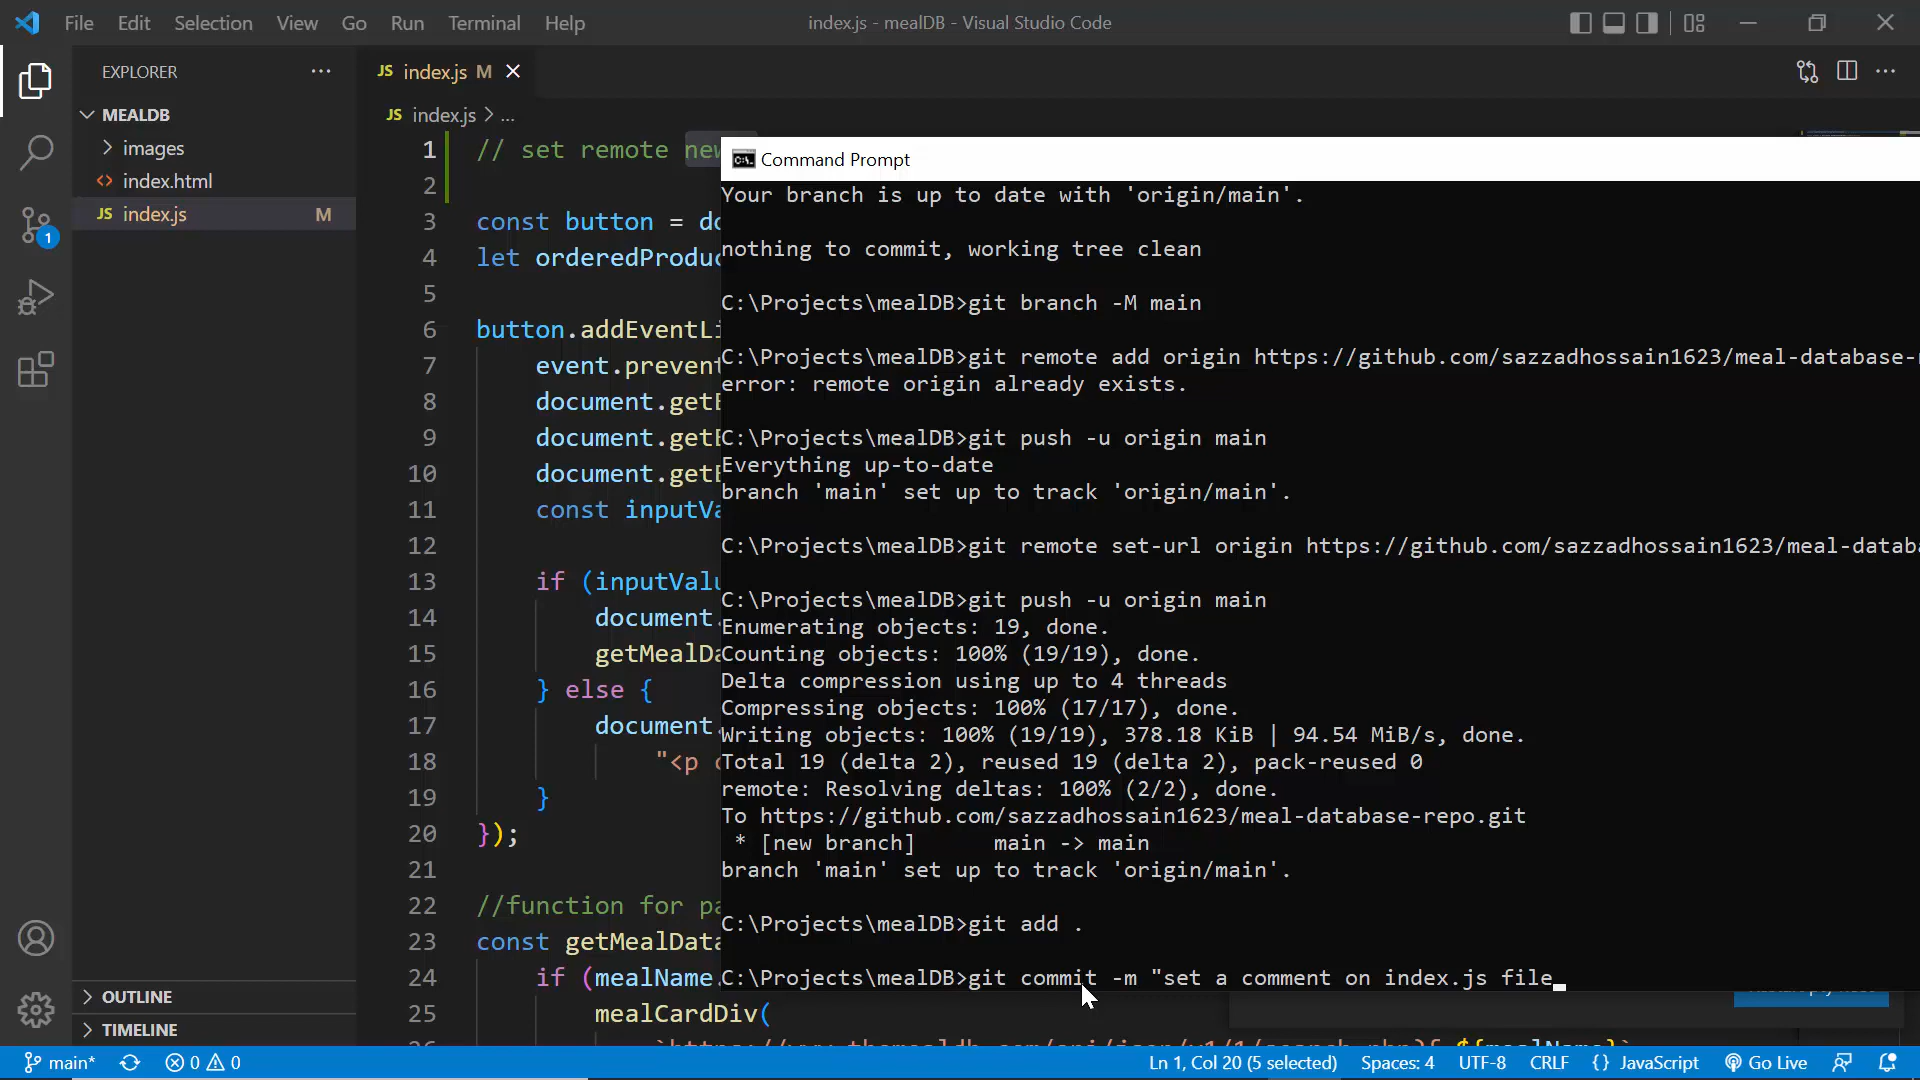 File Edit Selection View Go Run Terminal Help
index.js - mealDB - Visual Studio Code
EXPLORER
MEALDB
images
index.html
JS index.js M
OUTLINE
TIMELINE
JS index.js M
JS index.js > ...
1 // set remote new
2
3 const button = do
4 let orderedProduc
5
6 button.addEventLi
7 event.prevent
8 document.getE
9 document.getE
10 document.getE
11 const inputVa
12
13 if (inputValu
14 document.
15 getMealDa
16 } else {
17 document.
18 "<p c
19 }
20 });
21
22 //function for pa
23 const getMealData
24 if (mealName.
25 mealCardDiv(
26
Command Prompt
Your branch is up to date with 'origin/main'.
nothing to commit, working tree clean
C:\Projects\mealDB>git branch -M main
C:\Projects\mealDB>git remote add origin https://github.com/sazzadhossain1623/meal-database-
error: remote origin already exists.
C:\Projects\mealDB>git push -u origin main
Everything up-to-date
branch 'main' set up to track 'origin/main'.
C:\Projects\mealDB>git remote set-url origin https://github.com/sazzadhossain1623/meal-databa
C:\Projects\mealDB>git push -u origin main
Enumerating objects: 19, done.
Counting objects: 100% (19/19), done.
Delta compression using up to 4 threads
Compressing objects: 100% (17/17), done.
Writing objects: 100% (19/19), 378.18 KiB | 94.54 MiB/s, done.
Total 19 (delta 2), reused 19 (delta 2), pack-reused 0
remote: Resolving deltas: 100% (2/2), done.
To https://github.com/sazzadhossain1623/meal-database-repo.git
* [new branch] main -> main
branch 'main' set up to track 'origin/main'.
C:\Projects\mealDB>git add .
C:\Projects\mealDB>git commit -m "set a comment on index.js file
1
main* 0 0
Ln 1, Col 20 (5 selected) Spaces: 4 UTF-8 CRLF {} JavaScript Go Live